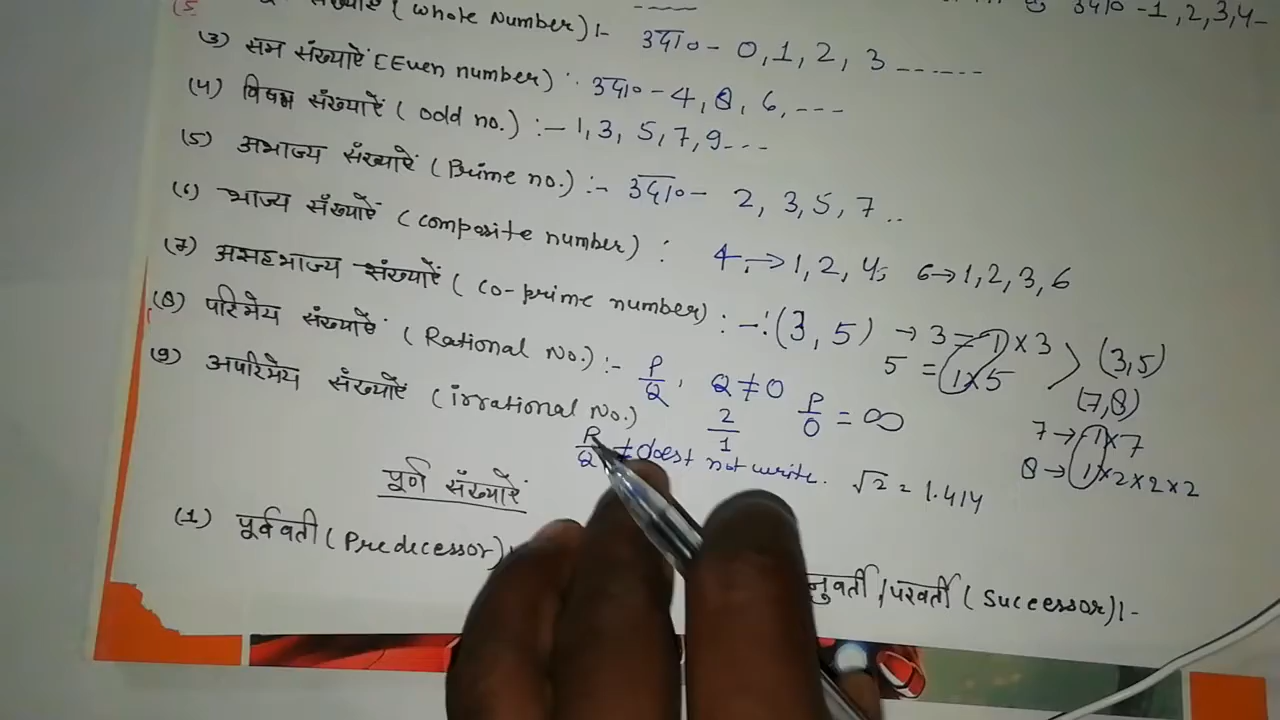 संख्याएँ (Whole Number) :- उदा० - 0, 1, 2, 3 ------
उदा० - 1, 2, 3, 4 -
(3) सम संख्याएँ (Even number) : उदा० - 4, 8, 6, ---
(4) विषम संख्याएँ (odd no.) :- 1, 3, 5, 7, 9 ---
(5) अभाज्य संख्याएँ (Prime no.) :- उदा० - 2, 3, 5, 7 ..
(6) भाज्य संख्याएँ (composite number) : 4 → 1, 2, 4, 6 → 1, 2, 3, 6
(7) असहभाज्य संख्याएँ (co-prime number) : - : (3, 5) → 3 = 1 × 3
5 = 1 × 5 (3,5)
(8) परिमेय संख्याएँ (Rational No.) :- P/Q, Q ≠ 0 P/0 = ∞
2/1
(7,8)
7 → 1 × 7
8 → 1 × 2 × 2 × 2
(9) अपरिमेय संख्याएँ (irrational No.)
P/Q ≠ does not write. √2 = 1.414
पूर्ण संख्याएँ
(1) पूर्ववर्ती (Predecessor)
नुवर्ती / परवर्ती (Successor) :-